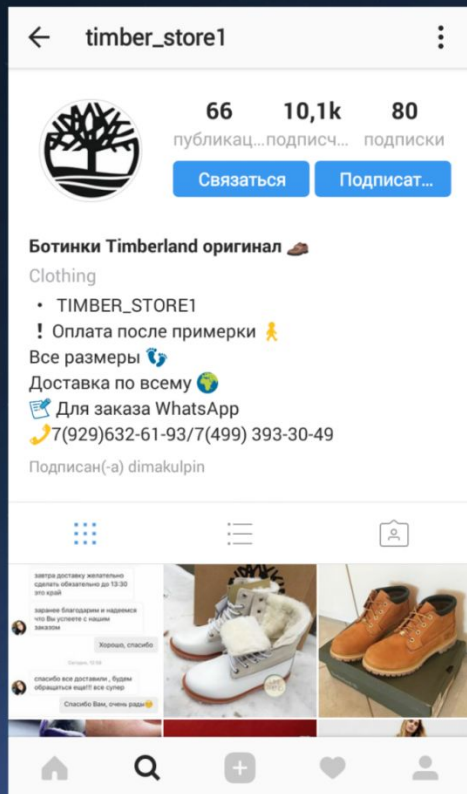 timber_store1
66 10,1k 80
публикац... подписч... подписки
Связаться Подписат...
Ботинки Timberland оригинал
Clothing
• TIMBER_STORE1
! Оплата после примерки
Все размеры
Доставка по всему
Для заказа WhatsApp
7(929)632-61-93/7(499) 393-30-49
Подписан(-а) dimakulpin
завтра доставку желательно
сделать обязательно до 13:30
это край
заранее благодарим и надеемся
что Вы успеете с нашим
заказом
Хорошо, спасибо
спасибо все доставили , будем
обращаться еще!!! все супер
Спасибо Вам, очень рады